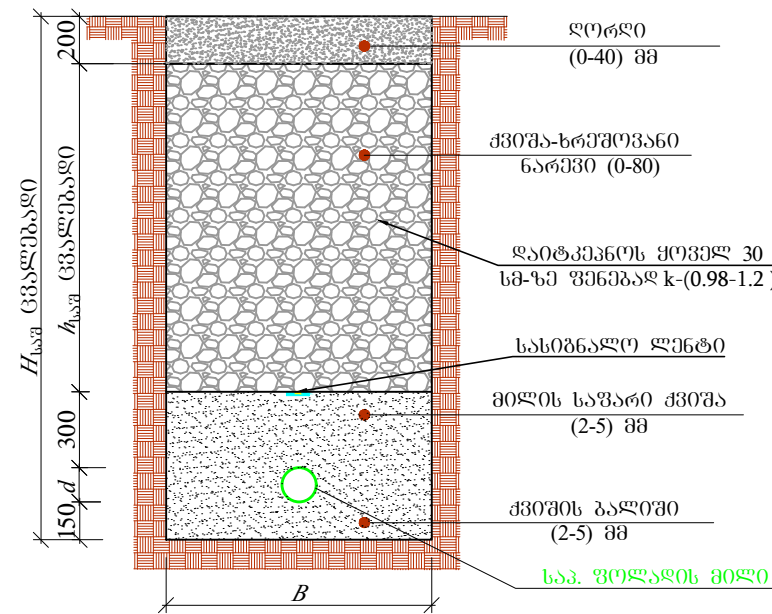 ღორღი
(0-40) მმ
ქვიშა-ხრეშოვანი
ნარევი (0-80)
დაიტკეპნოს ყოველ 30
სმ-ზე ფენებად k-(0.98-1.2 )
სასიგნალო ლენტი
მილის საფარი ქვიშა
(2-5) მმ
ქვიშის ბალიში
(2-5) მმ
საპ. ფოლადის მილი
200
300
d
150
Hსაშ ცვალებადი
hსაშ ცვალებადი
B